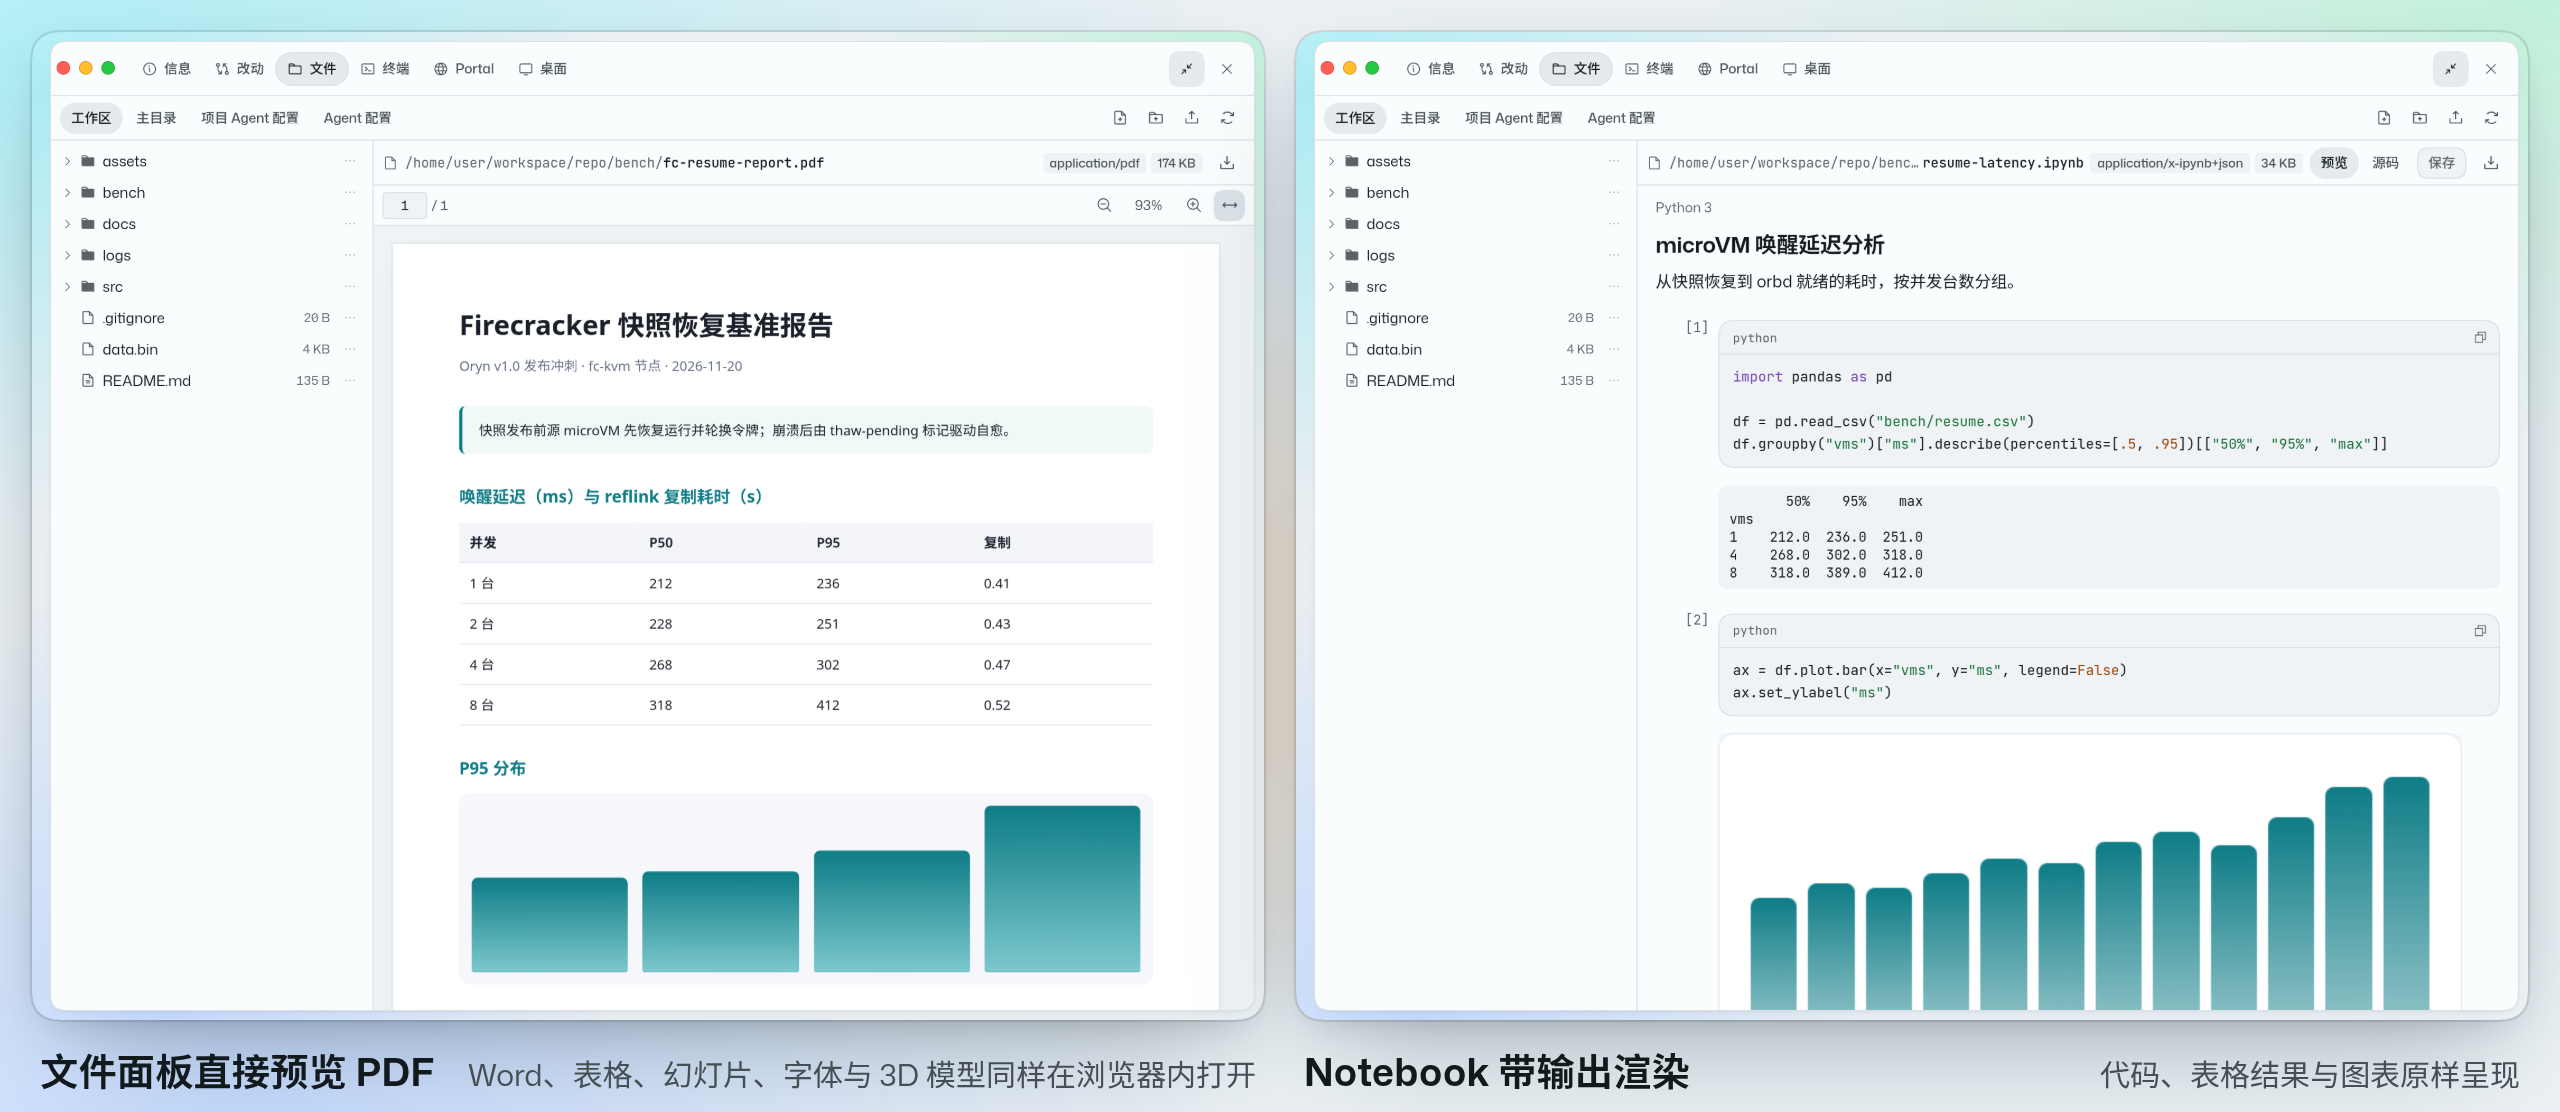 信息 改动 文件 终端 Portal 桌面
工作区 主目录 项目 Agent 配置 Agent 配置
assets
bench
docs
logs
src
.gitignore 20 B
data.bin 4 KB
README.md 135 B
/home/user/workspace/repo/bench/fc-resume-report.pdf application/pdf 174 KB
1 / 1 93%
Firecracker 快照恢复基准报告
Oryn v1.0 发布冲刺 · fc-kvm 节点 · 2026-11-20
快照发布前源 microVM 先恢复运行并轮换令牌；崩溃后由 thaw-pending 标记驱动自愈。
唤醒延迟（ms）与 reflink 复制耗时（s）
并发 P50 P95 复制
1 台 212 236 0.41
2 台 228 251 0.43
4 台 268 302 0.47
8 台 318 412 0.52
P95 分布
文件面板直接预览 PDF Word、表格、幻灯片、字体与 3D 模型同样在浏览器内打开
信息 改动 文件 终端 Portal 桌面
工作区 主目录 项目 Agent 配置 Agent 配置
assets
bench
docs
logs
src
.gitignore 20 B
data.bin 4 KB
README.md 135 B
/home/user/workspace/repo/benc… resume-latency.ipynb application/x-ipynb+json 34 KB 预览 源码 保存
Python 3
microVM 唤醒延迟分析
从快照恢复到 orbd 就绪的耗时，按并发台数分组。
[1] python
import pandas as pd
df = pd.read_csv("bench/resume.csv")
df.groupby("vms")["ms"].describe(percentiles=[.5, .95])[["50%", "95%", "max"]]
50% 95% max
vms
1 212.0 236.0 251.0
4 268.0 302.0 318.0
8 318.0 389.0 412.0
[2] python
ax = df.plot.bar(x="vms", y="ms", legend=False)
ax.set_ylabel("ms")
Notebook 带输出渲染 代码、表格结果与图表原样呈现